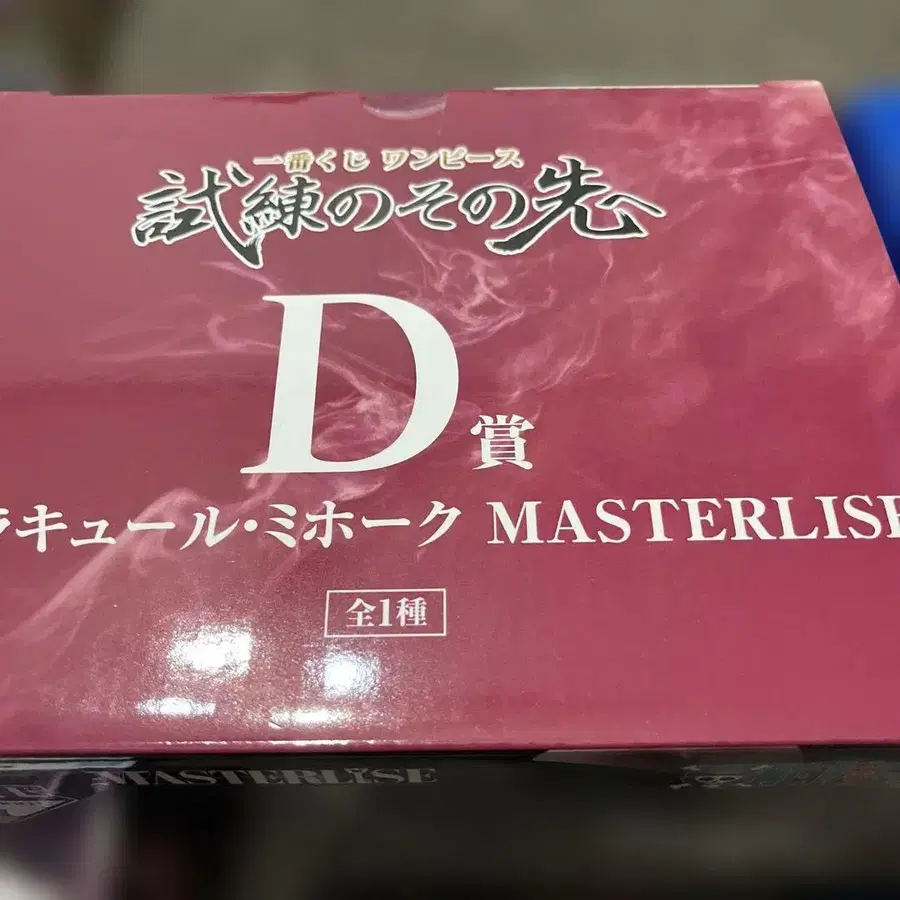 一番くじ ワンピース
試練のその先
D賞
ラキュール・ミホーク MASTERLISE
全1種
MASTERLiSE